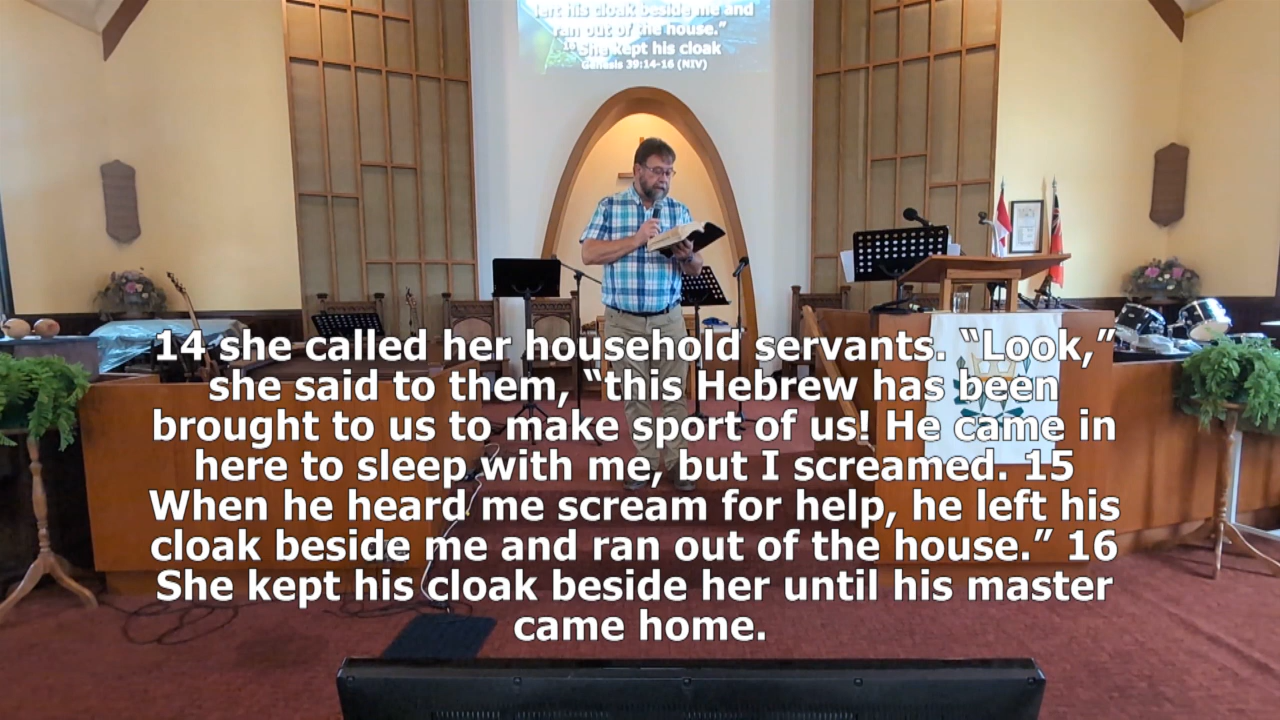 left his cloak beside me and
ran out of the house.”
16 She kept his cloak
Genesis 39:14-16 (NIV)
14 she called her household servants. “Look,”
she said to them, “this Hebrew has been
brought to us to make sport of us! He came in
here to sleep with me, but I screamed. 15
When he heard me scream for help, he left his
cloak beside me and ran out of the house.” 16
She kept his cloak beside her until his master
came home.